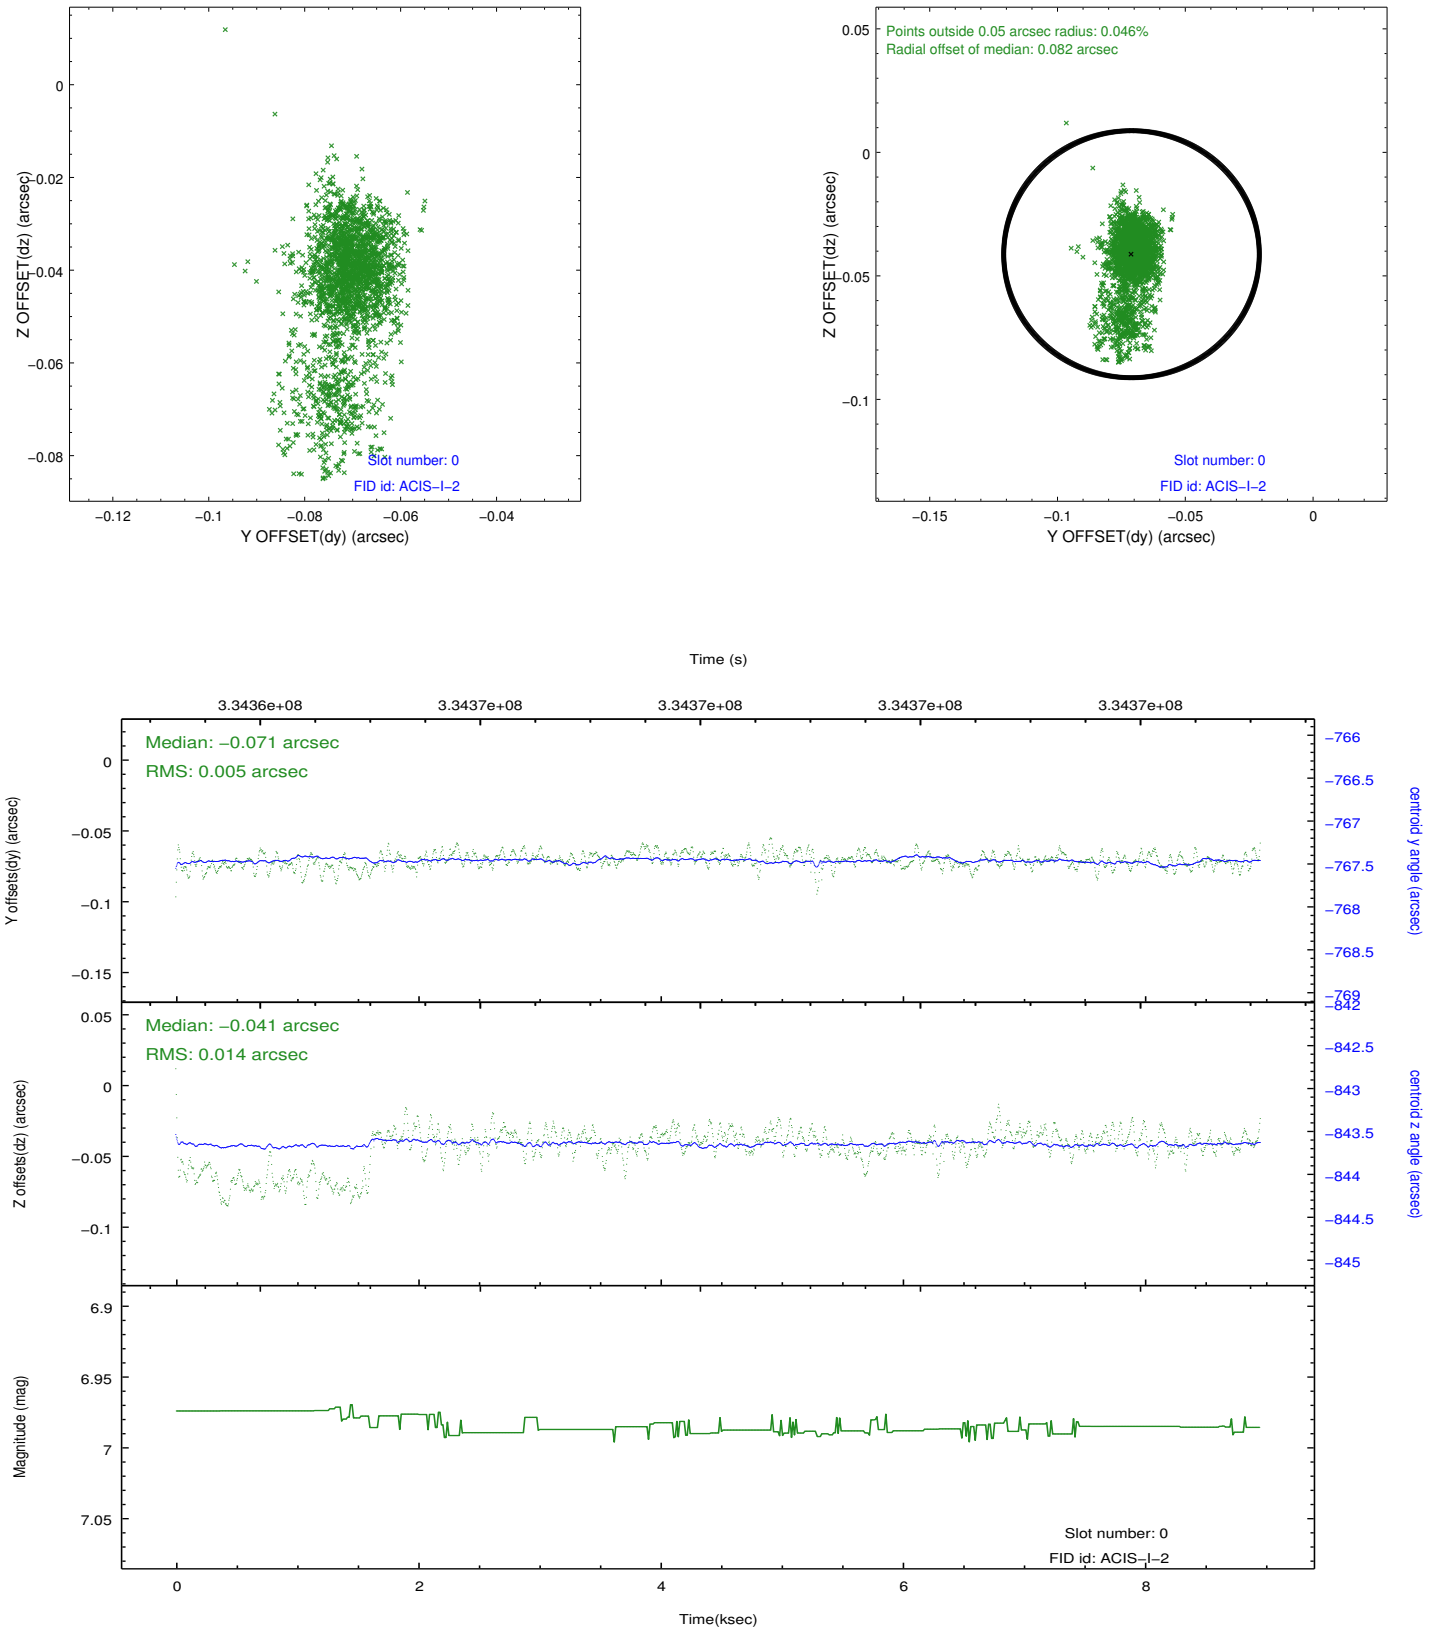 0
−0.02
−0.04
−0.06
−0.08
Z OFFSET(dz) (arcsec)
Slot number: 0
FID id: ACIS−I−2
−0.12
−0.1
−0.08
−0.06
−0.04
Y OFFSET(dy) (arcsec)
Points outside 0.05 arcsec radius: 0.046%
Radial offset of median: 0.082 arcsec
0.05
0
−0.05
−0.1
Z OFFSET(dz) (arcsec)
Slot number: 0
FID id: ACIS−I−2
−0.15
−0.1
−0.05
0
Y OFFSET(dy) (arcsec)
Time (s)
3.3436e+08
3.3437e+08
3.3437e+08
3.3437e+08
3.3437e+08
Median: −0.071 arcsec
RMS: 0.005 arcsec
0
−0.05
−0.1
−0.15
Y offsets(dy) (arcsec)
−766
−766.5
−767
−767.5
−768
−768.5
−769
centroid y angle (arcsec)
Median: −0.041 arcsec
RMS: 0.014 arcsec
0.05
0
−0.05
−0.1
Z offsets(dz) (arcsec)
−842
−842.5
−843
−843.5
−844
−844.5
−845
centroid z angle (arcsec)
6.9
6.95
7
7.05
Magnitude (mag)
Slot number: 0
FID id: ACIS−I−2
0
2
4
6
8
Time(ksec)